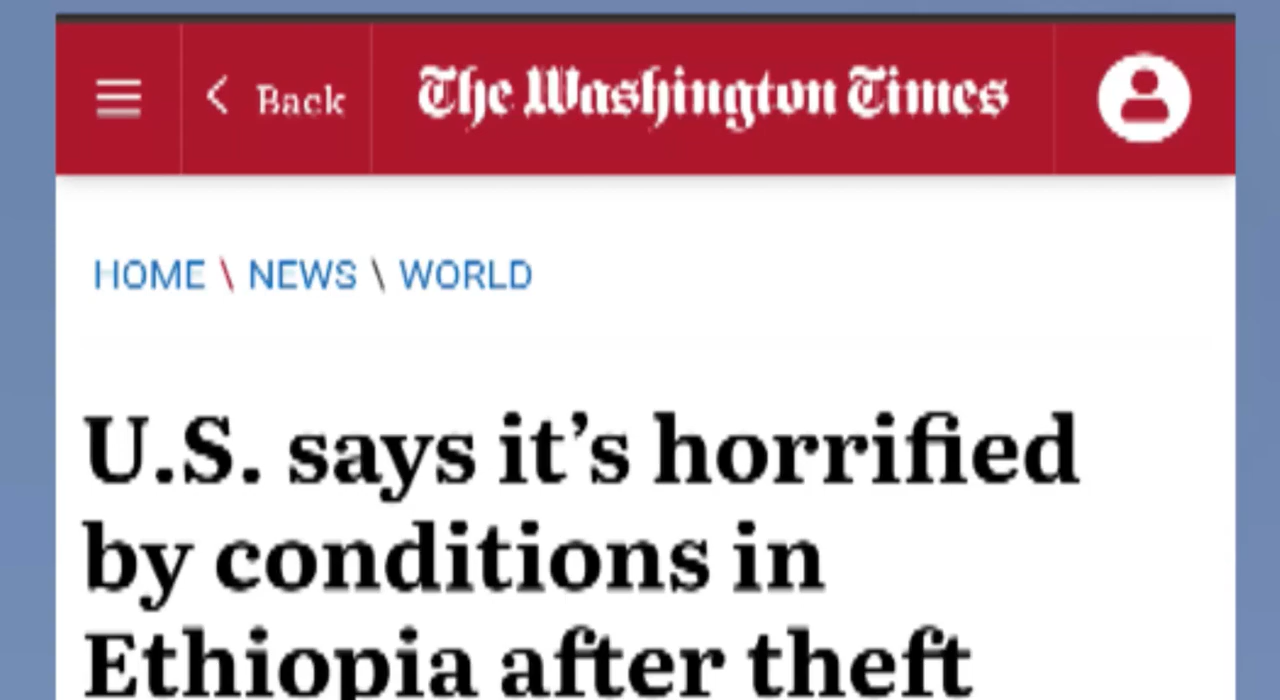 Back
The Washington Times
HOME \ NEWS \ WORLD
U.S. says it’s horrified
by conditions in
Ethiopia after theft